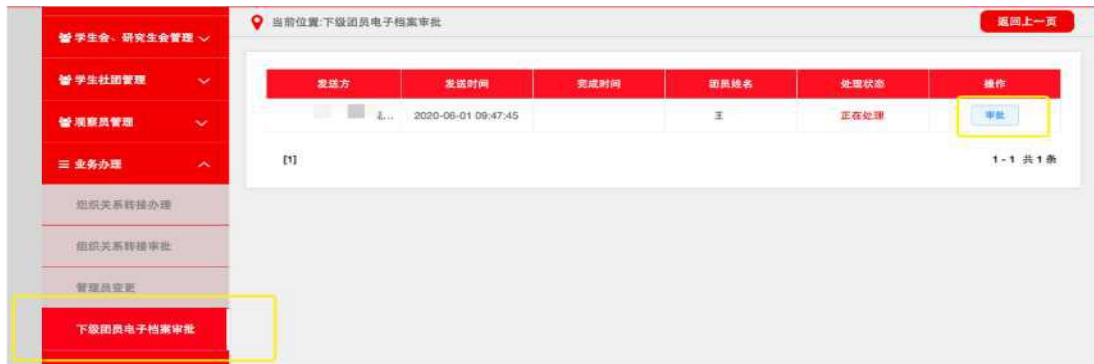 学生会、研究生会管理
学生社团管理
观察员管理
业务办理
组织关系转接办理
组织关系转接审批
管理员变更
下级团员电子档案审批
当前位置:下级团员电子档案审批
返回上一页
发送方 发送时间 完成时间 团员姓名 处理状态 操作
... 2020-06-01 09:47:45 王 正在处理 审批
[1] 1-1 共1条